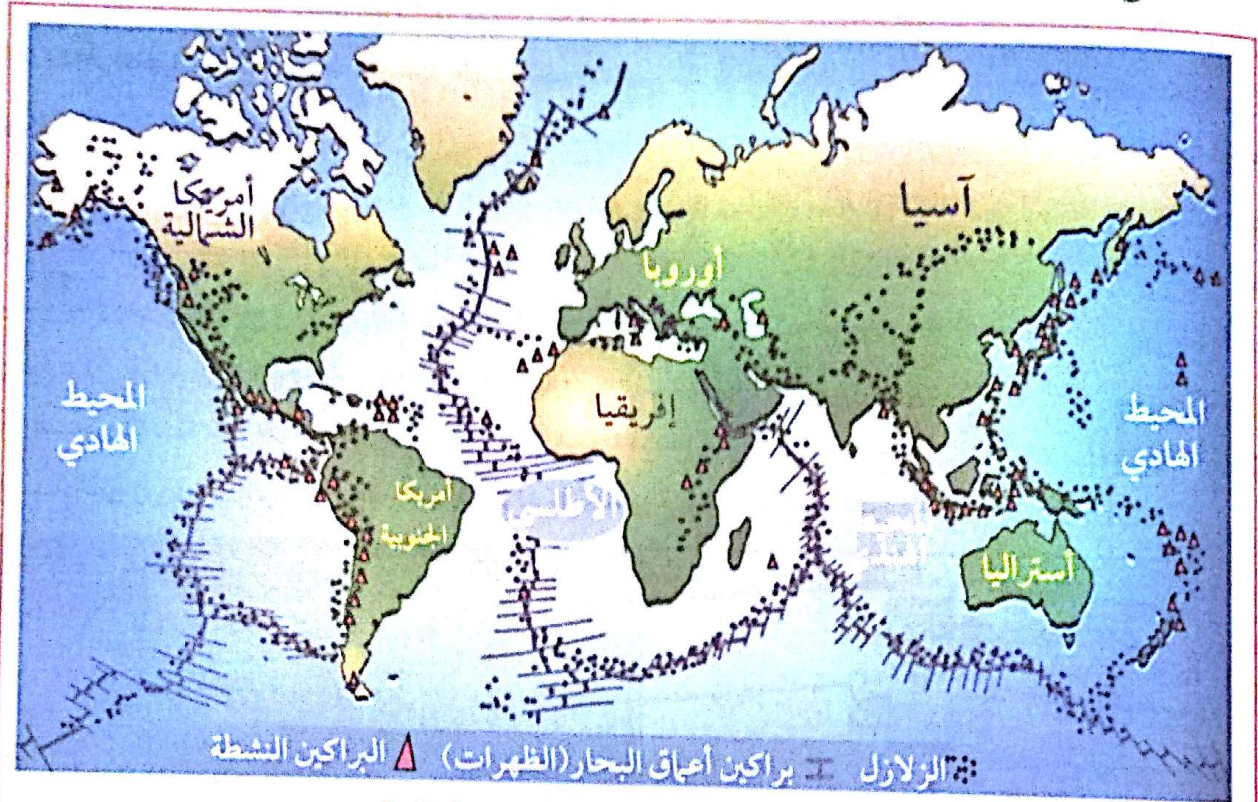 أمريكا
الشمالية
آسيا
أوروبا
المحيط
الهادي
إفريقيا
المحيط
الهادي
أمريكا
الجنوبية
الأطلسي
أستراليا
الزلازل براكين أعماق البحار (الظهرات) البراكين النشطة